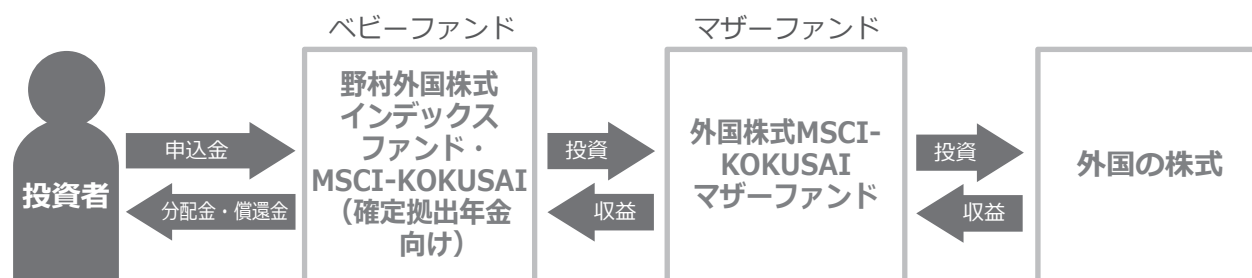 ベビーファンド
マザーファンド
投資者
申込金
分配金・償還金
野村外国株式
インデックス
ファンド・
MSCI-KOKUSAI
（確定拠出年金
向け）
投資
収益
外国株式MSCI-
KOKUSAI
マザーファンド
投資
収益
外国の株式